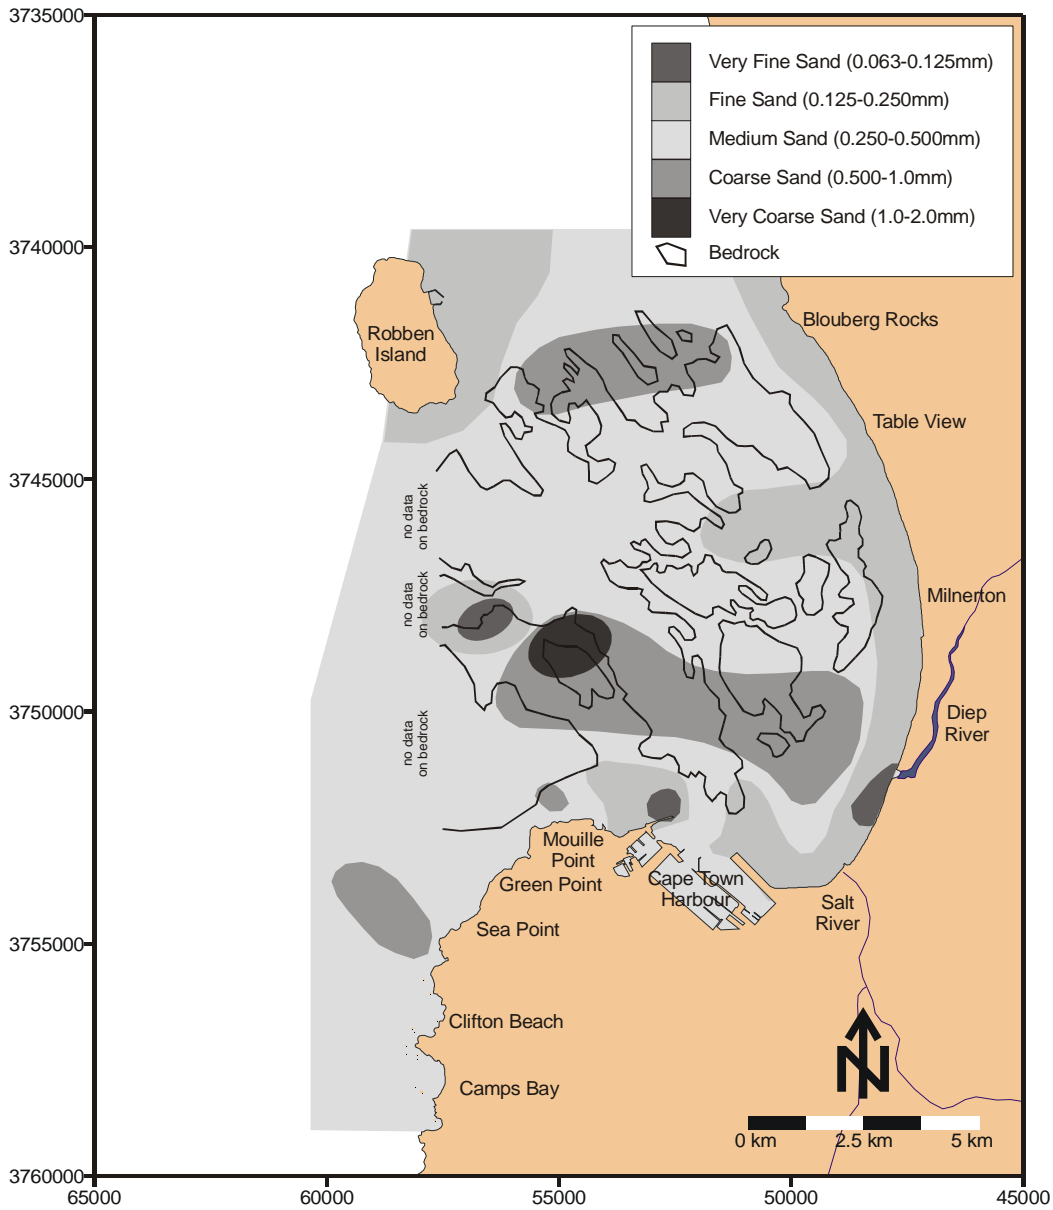 3735000
Very Fine Sand (0.063-0.125mm)
Fine Sand (0.125-0.250mm)
Medium Sand (0.250-0.500mm)
Coarse Sand (0.500-1.0mm)
Very Coarse Sand (1.0-2.0mm)
Bedrock
3740000
Robben
Island
Blouberg Rocks
Table View
3745000
no data
on bedrock
no data
on bedrock
Milnerton
3750000
no data
on bedrock
Diep
River
Mouille
Point
Green Point
Cape Town
Harbour
Salt
River
Sea Point
3755000
Clifton Beach
Camps Bay
N
0 km
2.5 km
5 km
3760000
65000
60000
55000
50000
45000